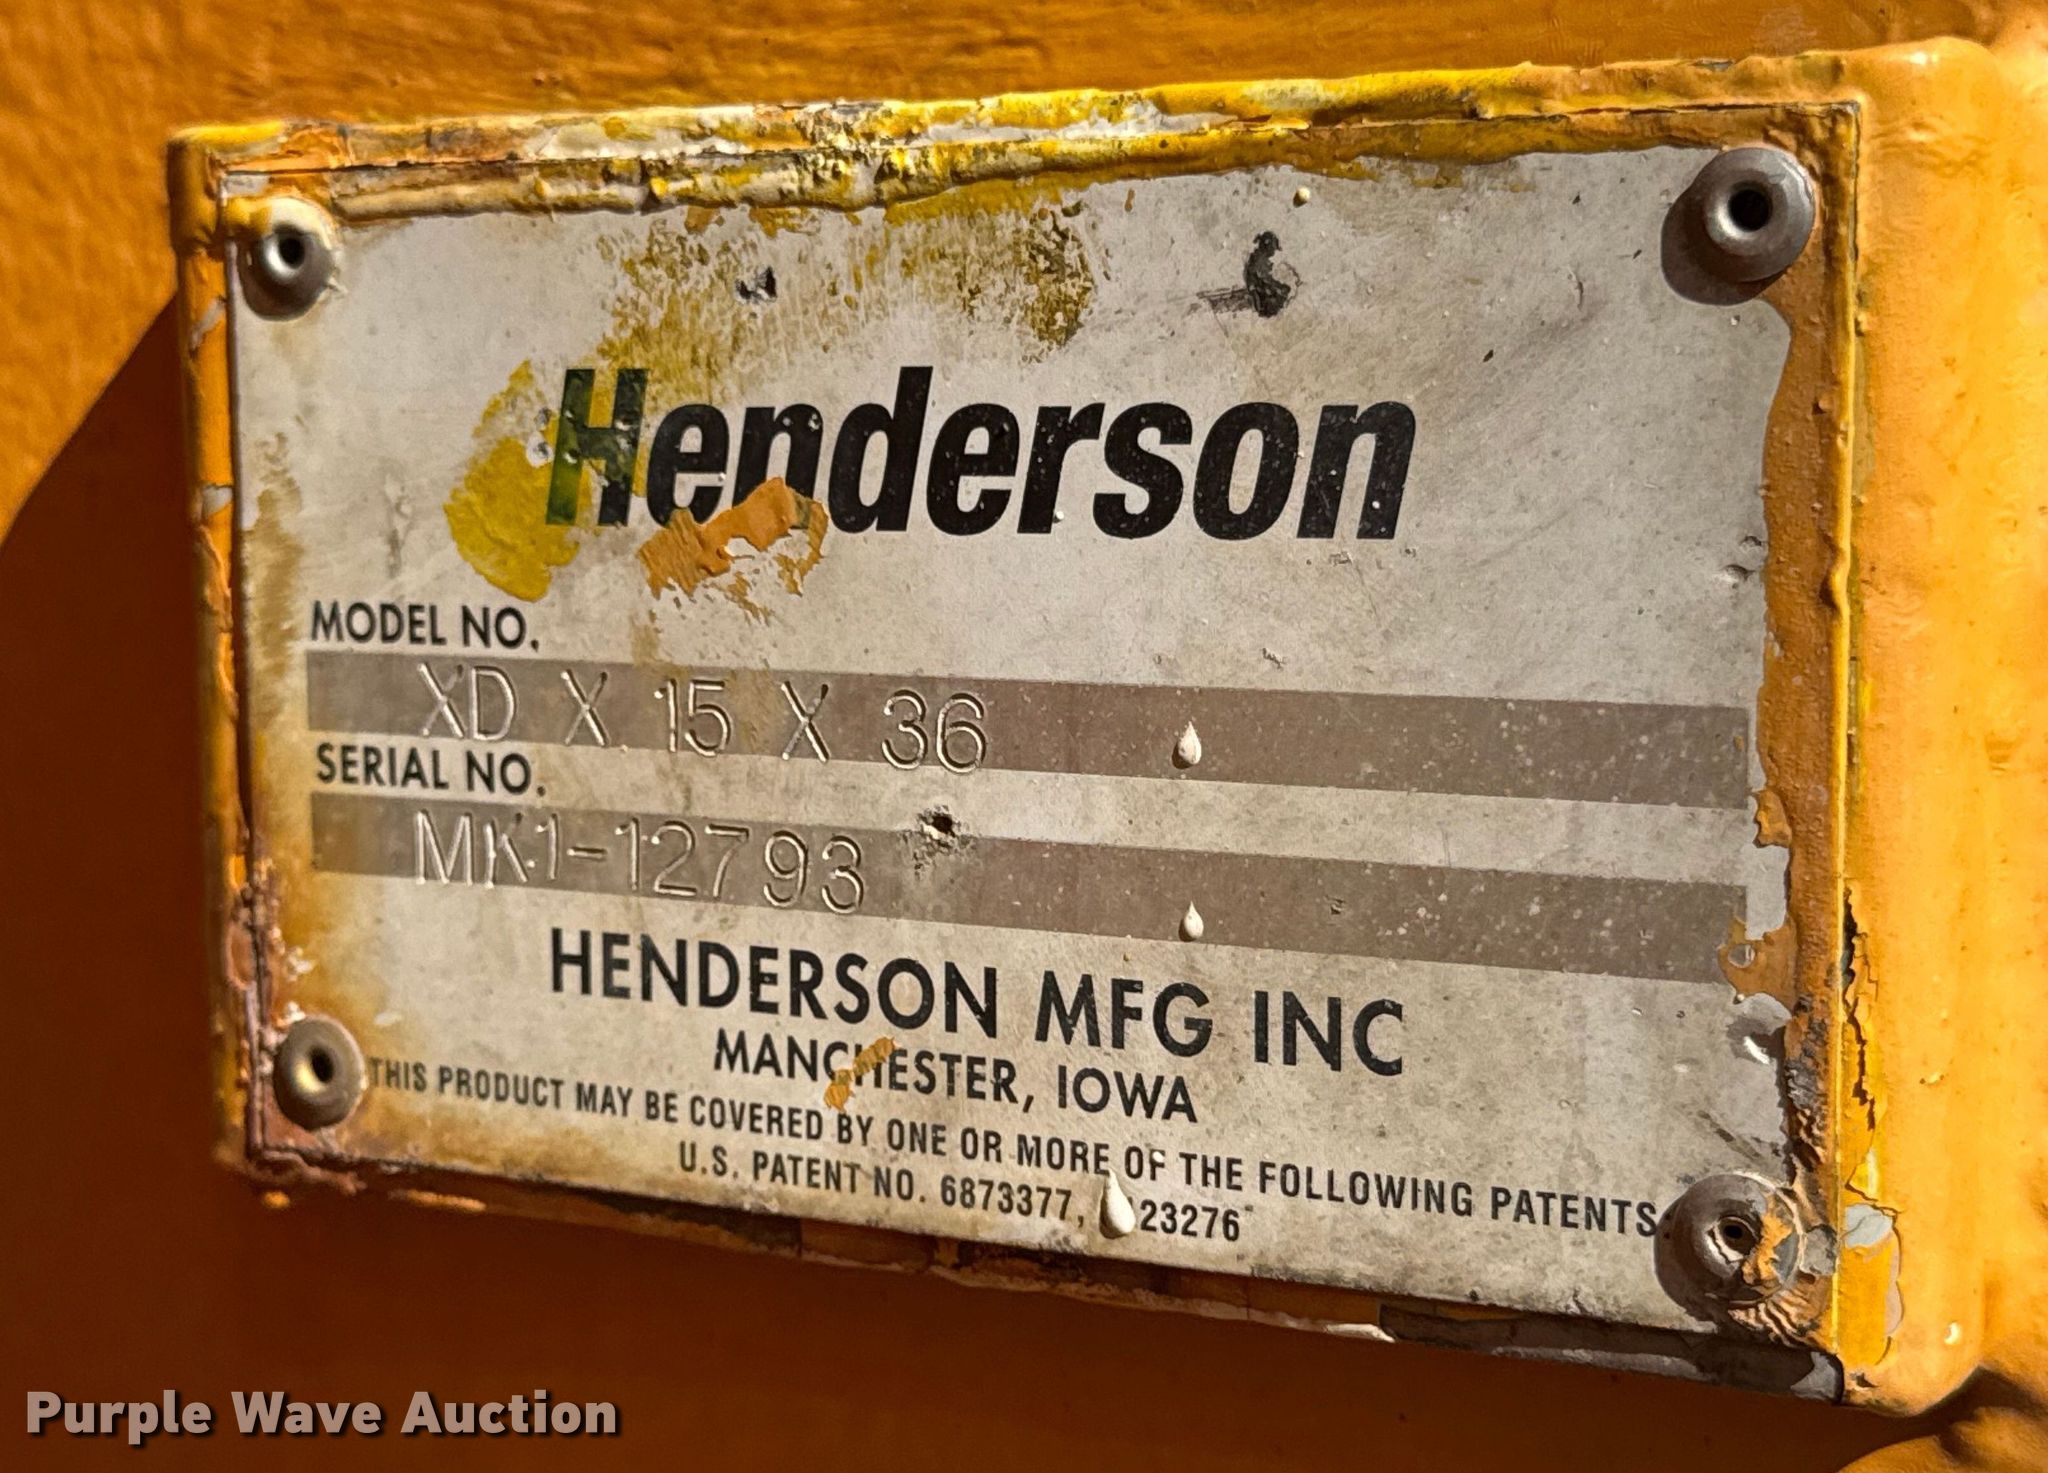 Henderson
MODEL NO.
XD X 15 X 36
SERIAL NO.
MK1-12793
HENDERSON MFG INC
MANCHESTER, IOWA
THIS PRODUCT MAY BE COVERED BY ONE OR MORE OF THE FOLLOWING PATENTS:
U.S. PATENT NO. 6873377,
Purple Wave Auction